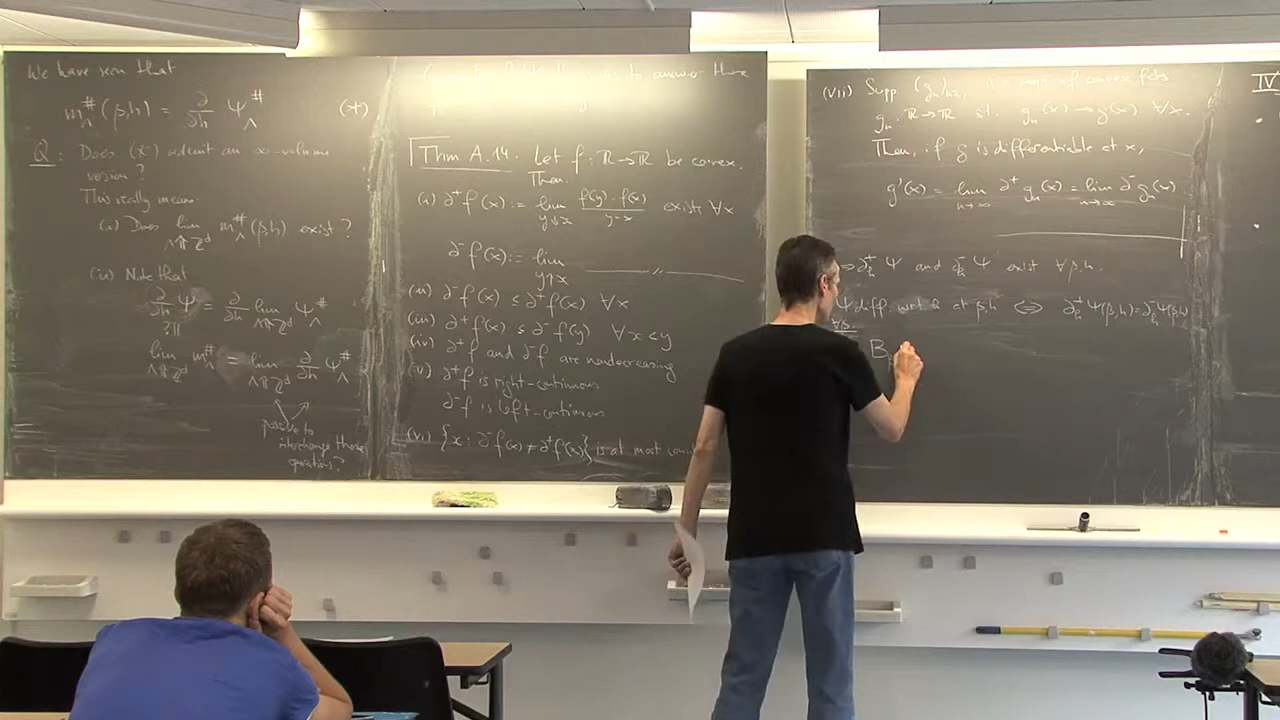 We have seen that
m_Λ^#(β,h) = ∂/∂h Ψ_Λ^# (*)
Q: Does (*) admit an ∞-volume
version?
This really means:
(i) Does lim_{Λ⇑ℤ^d} m_Λ^#(β,h) exist?
(ii) Note that
∂/∂h Ψ = ∂/∂h lim_{Λ⇑ℤ^d} Ψ_Λ^#
?||
lim_{Λ⇑ℤ^d} m_Λ^# = lim_{Λ⇑ℤ^d} ∂/∂h Ψ_Λ^#
possible to
interchange these
operations?
to answer these
Thm A.14. Let f: ℝ→ℝ be convex.
Then.
(i) ∂^+f(x) := lim_{y↓x} (f(y)-f(x))/(y-x) exists ∀x
∂^-f(x) := lim_{y↑x} —— // ——
(ii) ∂^-f(x) ≤ ∂^+f(x) ∀x
(iii) ∂^+f(x) ≤ ∂^-f(y) ∀x<y
(iv) ∂^+f and ∂^-f are nondecreasing
(v) ∂^+f is right-continuous
∂^-f is left-continuous
(vi) {x: ∂^-f(x) ≠ ∂^+f(x)} is at most
(vii) Supp. (g_n)_{n≥1} is a seq of convex fcts
g_n: ℝ→ℝ st. g_n(x) → g(x) ∀x.
Then, if g is differentiable at x,
g'(x) = lim_{n→∞} ∂^+g_n(x) = lim_{n→∞} ∂^-g_n(x)
⇒ ∂_h^+Ψ and ∂_h^-Ψ exist ∀β,h.
Ψ diff. wrt h at β,h ⇔ ∂_h^+Ψ(β,h) = ∂_h^-Ψ(β,h)
∀β
B
IV